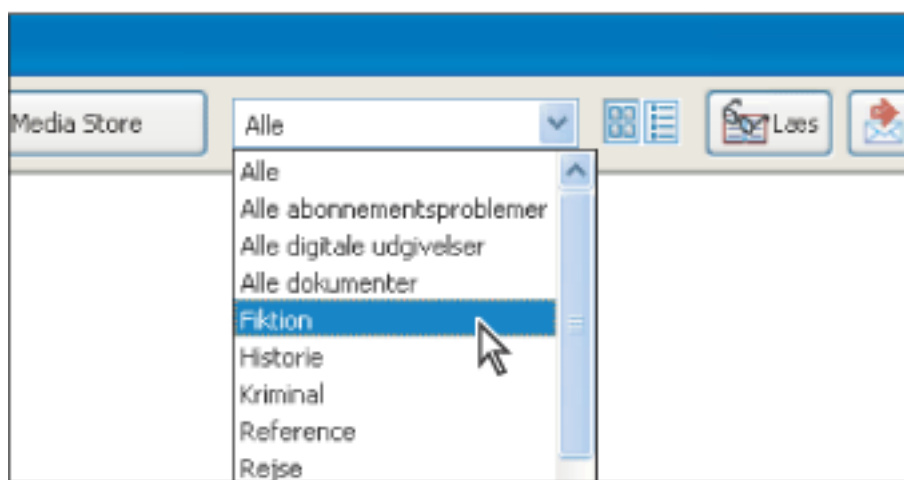 Media Store
Alle
Læs
Alle
Alle abonnementsproblemer
Alle digitale udgivelser
Alle dokumenter
Fiktion
Historie
Kriminal
Reference
Rejse